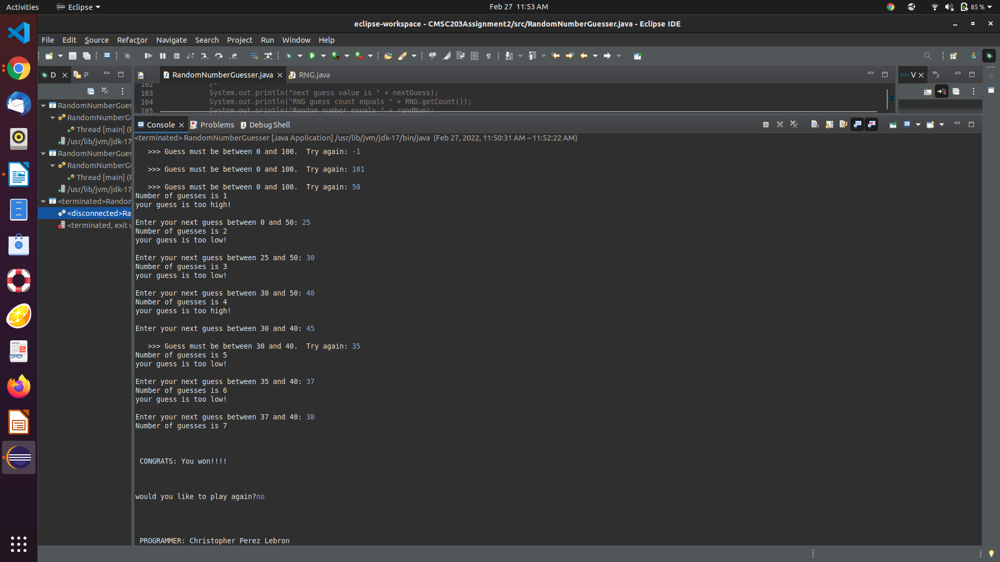 Activities
Eclipse
Feb 27 11:53 AM
85 %
eclipse-workspace - CMSC203Assignment2/src/RandomNumberGuesser.java - Eclipse IDE
File Edit Source Refactor Navigate Search Project Run Window Help
D
P
RandomNumberGuesser.java
RNG.java
V
2
102 /*
103 System.out.println("next guess value is " + nextGuess);
104 System.out.println("RNG guess count equals " + RNG.getCount());
105 System.out.println("Random number equals " + randNum);
RandomNumberGues
RandomNumberG
Thread [main] (F
/usr/lib/jvm/jdk-17
RandomNumberGues
RandomNumberG
Thread [main] (F
/usr/lib/jvm/jdk-17
<terminated>Random
<disconnected>Ra
<terminated, exit v
Console
Problems
Debug Shell
<terminated> RandomNumberGuesser [Java Application] /usr/lib/jvm/jdk-17/bin/java (Feb 27, 2022, 11:50:31 AM – 11:52:22 AM)
>>> Guess must be between 0 and 100.  Try again: -1
>>> Guess must be between 0 and 100.  Try again: 101
>>> Guess must be between 0 and 100.  Try again: 50
Number of guesses is 1
your guess is too high!
Enter your next guess between 0 and 50: 25
Number of guesses is 2
your guess is too low!
Enter your next guess between 25 and 50: 30
Number of guesses is 3
your guess is too low!
Enter your next guess between 30 and 50: 40
Number of guesses is 4
your guess is too high!
Enter your next guess between 30 and 40: 45
>>> Guess must be between 30 and 40.  Try again: 35
Number of guesses is 5
your guess is too low!
Enter your next guess between 35 and 40: 37
Number of guesses is 6
your guess is too low!
Enter your next guess between 37 and 40: 38
Number of guesses is 7
CONGRATS: You won!!!!
would you like to play again?no
PROGRAMMER: Christopher Perez Lebron